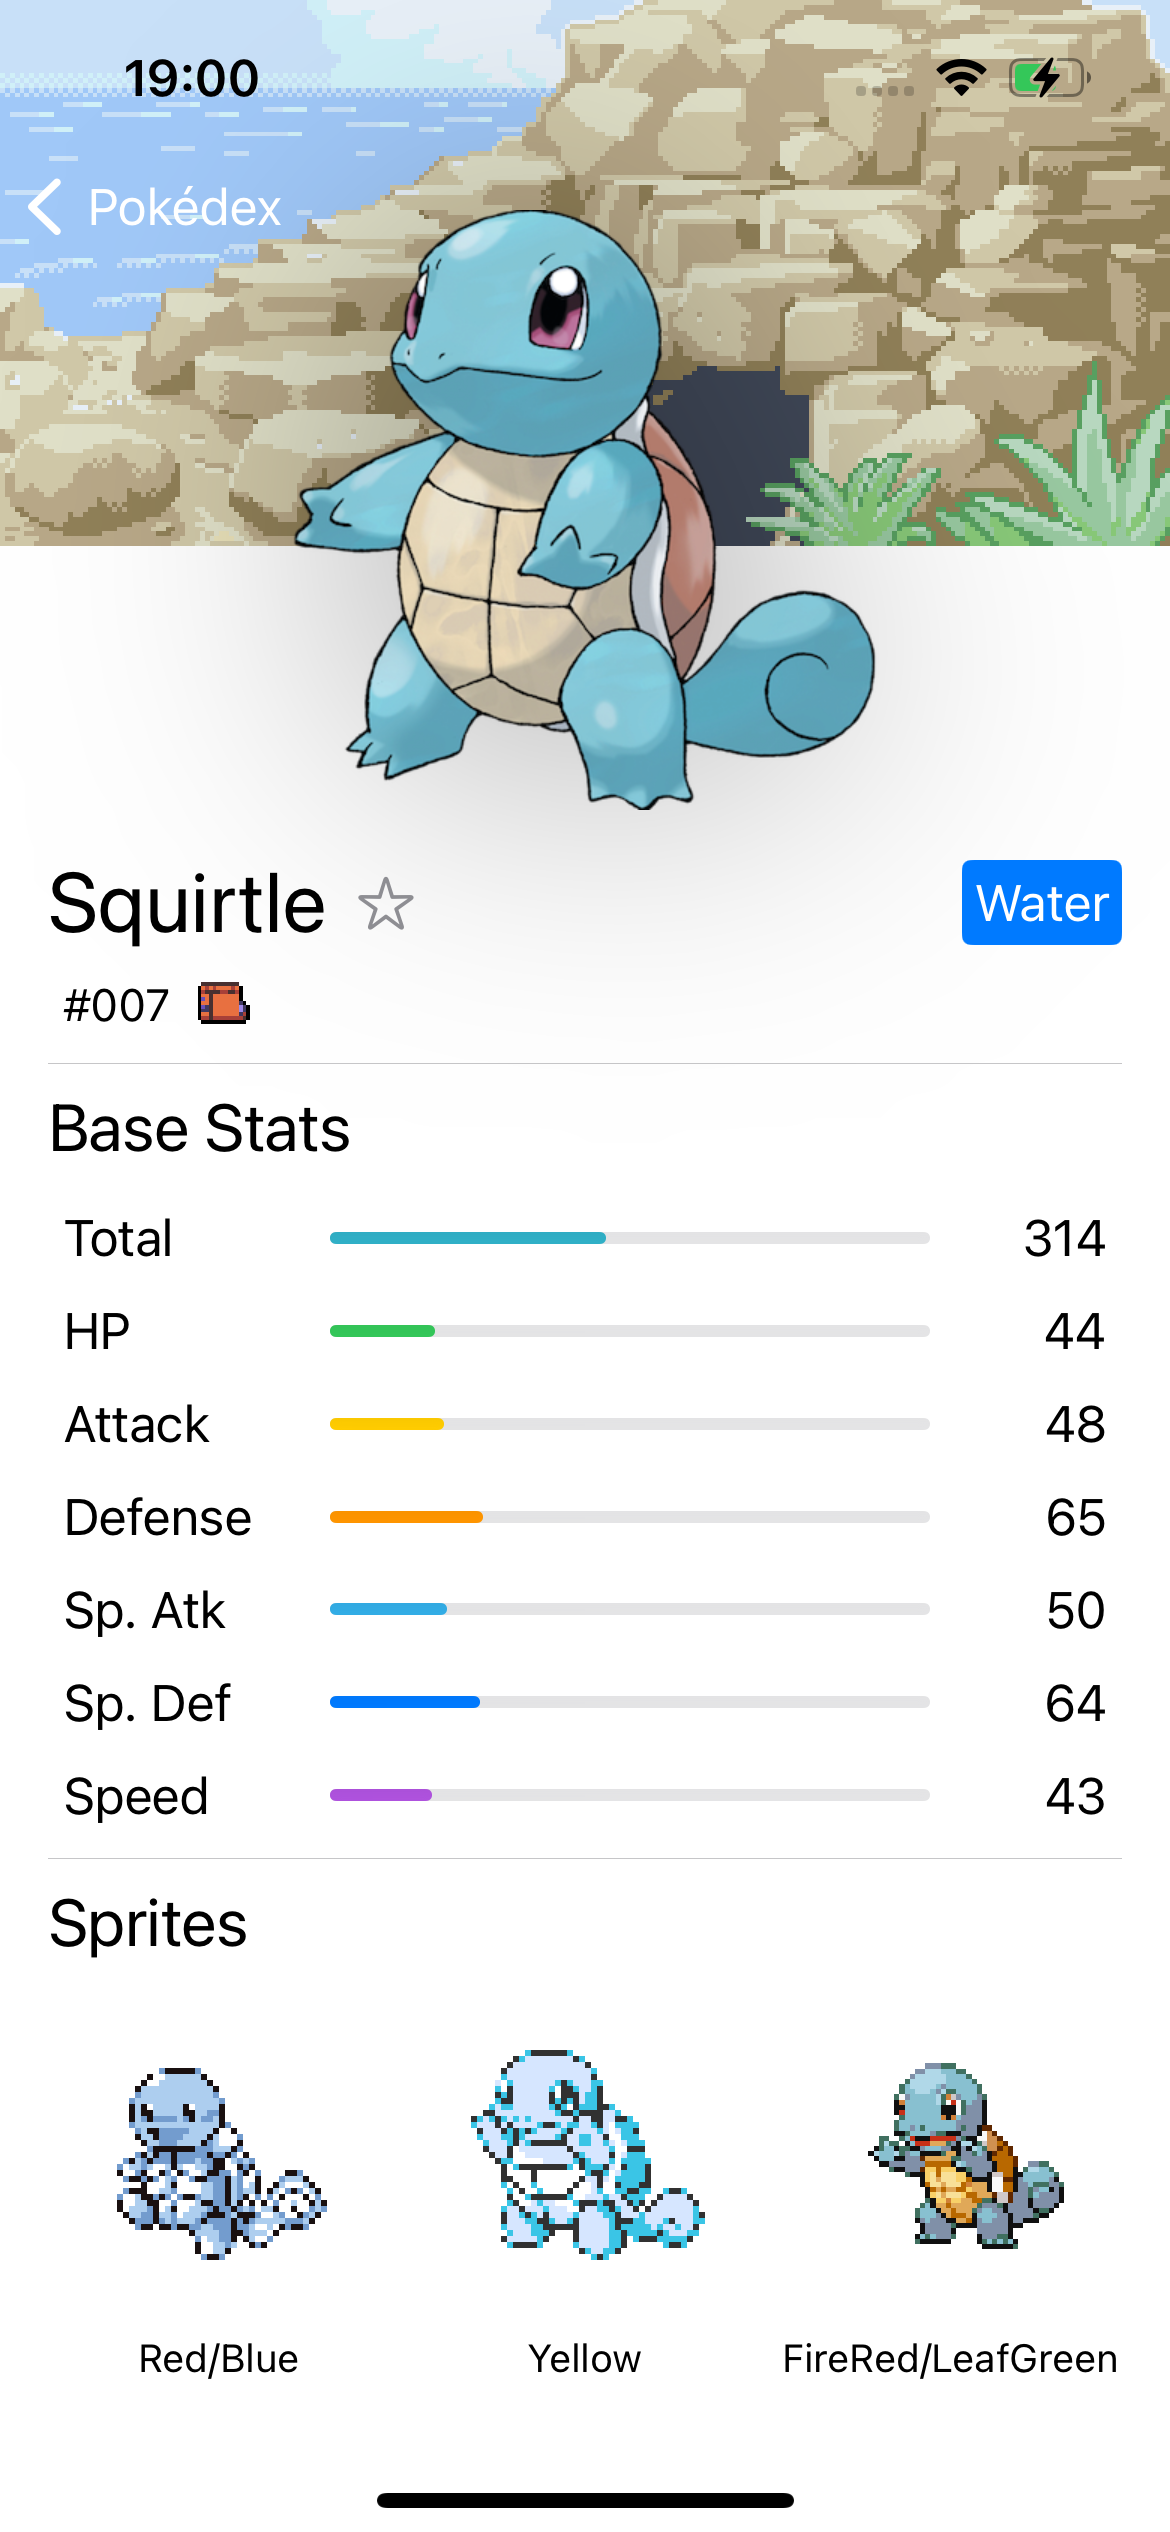 19:00
Pokédex
Squirtle
Water
#007
Base Stats
Total 314
HP 44
Attack 48
Defense 65
Sp. Atk 50
Sp. Def 64
Speed 43
Sprites
Red/Blue Yellow FireRed/LeafGreen